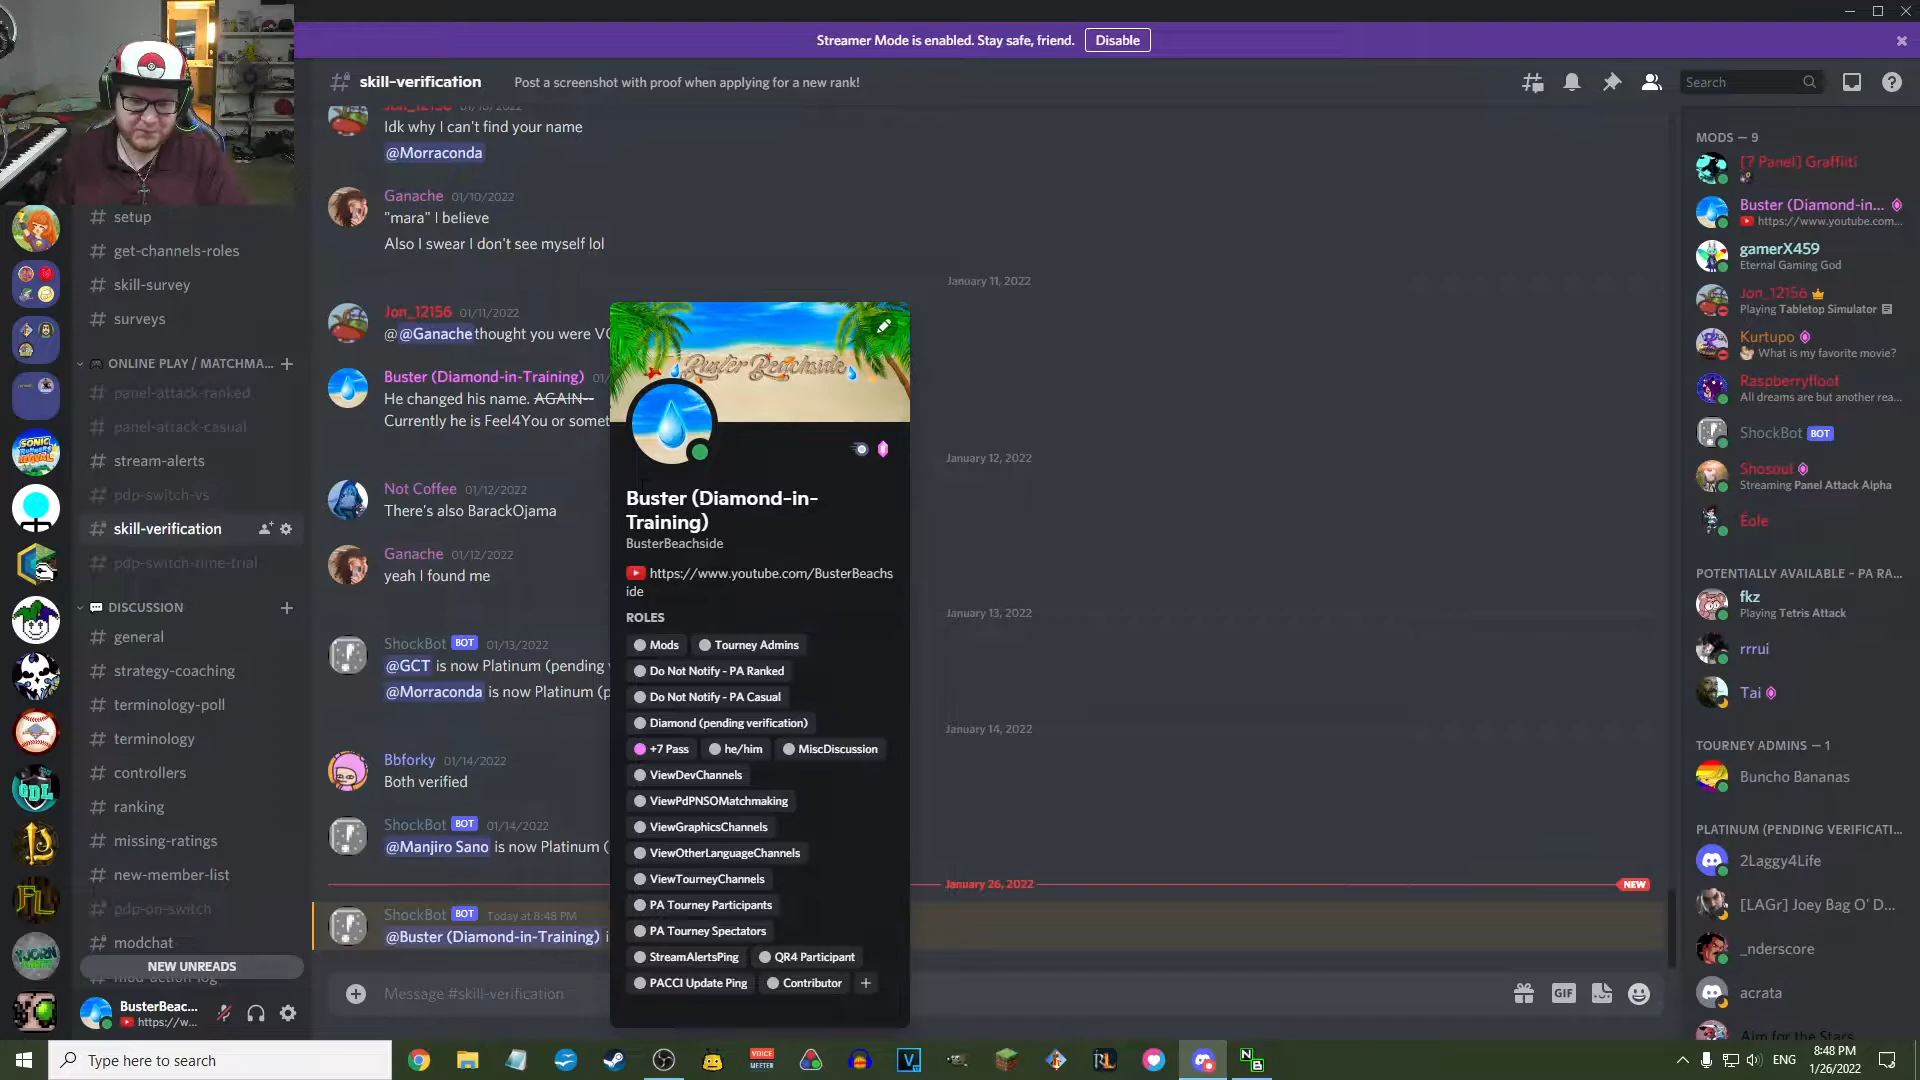 Streamer Mode is enabled. Stay safe, friend. Disable
skill-verification Post a screenshot with proof when applying for a new rank!
Search
setup
get-channels-roles
skill-survey
surveys
ONLINE PLAY / MATCHMA...
panel-attack-ranked
panel-attack-casual
stream-alerts
pdp-switch-vs
skill-verification
pdp-switch-time-trial
DISCUSSION
general
strategy-coaching
terminology-poll
terminology
controllers
ranking
missing-ratings
new-member-list
pdp-on-switch
modchat
NEW UNREADS
mod-action-log
BusterBeac...
https://w...
Jon_12156 01/10/2022
Idk why I can't find your name
@Morraconda
Ganache 01/10/2022
"mara" I believe
Also I swear I don't see myself lol
January 11, 2022
Jon_12156 01/11/2022
@@Ganache thought you were VC
Buster (Diamond-in-Training) 01/
He changed his name. AGAIN--
Currently he is Feel4You or somet
January 12, 2022
Not Coffee 01/12/2022
There's also BarackOjama
Ganache 01/12/2022
yeah I found me
January 13, 2022
ShockBot BOT 01/13/2022
@GCT is now Platinum (pending
@Morraconda is now Platinum (p
January 14, 2022
Bbforky 01/14/2022
Both verified
ShockBot BOT 01/14/2022
@Manjiro Sano is now Platinum (
January 26, 2022 NEW
ShockBot BOT Today at 8:48 PM
@Buster (Diamond-in-Training) i
Message #skill-verification
GIF
Buster Beachside
Buster (Diamond-in-
Training)
BusterBeachside
https://www.youtube.com/BusterBeachs
ide
ROLES
Mods Tourney Admins
Do Not Notify - PA Ranked
Do Not Notify - PA Casual
Diamond (pending verification)
+7 Pass he/him MiscDiscussion
ViewDevChannels
ViewPdPNSOMatchmaking
ViewGraphicsChannels
ViewOtherLanguageChannels
ViewTourneyChannels
PA Tourney Participants
PA Tourney Spectators
StreamAlertsPing QR4 Participant
PACCI Update Ping Contributor +
MODS — 9
[? Panel] Graffiiti
Buster (Diamond-in...
https://www.youtube.com...
gamerX459
Eternal Gaming God
Jon_12156
Playing Tabletop Simulator
Kurtupo
What is my favorite movie?
Raspberryfloof
All dreams are but another rea...
ShockBot BOT
Shosoul
Streaming Panel Attack Alpha
Éole
POTENTIALLY AVAILABLE - PA RA...
fkz
Playing Tetris Attack
rrrui
Tai
TOURNEY ADMINS — 1
Buncho Bananas
PLATINUM (PENDING VERIFICATI...
2Laggy4Life
[LAGr] Joey Bag O' D...
_nderscore
acrata
Aim for the Stars
SONIC
GDL
FL
Type here to search
VOICE
MEETER
ENG
8:48 PM
1/26/2022